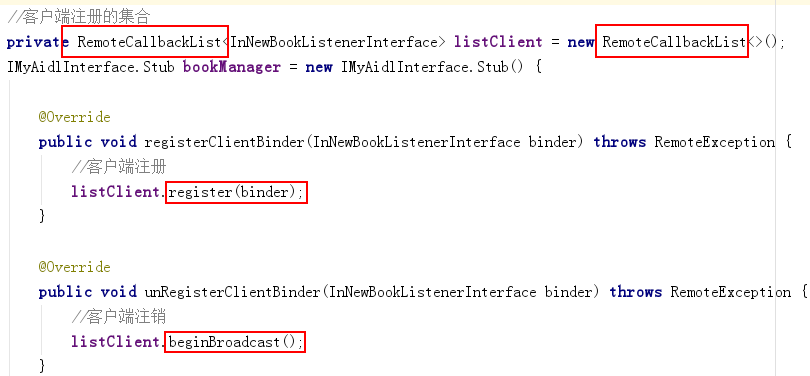 //客户端注册的集合
private RemoteCallbackList<InNewBookListenerInterface> listClient = new RemoteCallbackList<>();
IMyAidlInterface.Stub bookManager = new IMyAidlInterface.Stub() {
@Override
public void registerClientBinder(InNewBookListenerInterface binder) throws RemoteException {
//客户端注册
listClient.register(binder);
}
@Override
public void unRegisterClientBinder(InNewBookListenerInterface binder) throws RemoteException {
//客户端注销
listClient.beginBroadcast();
}